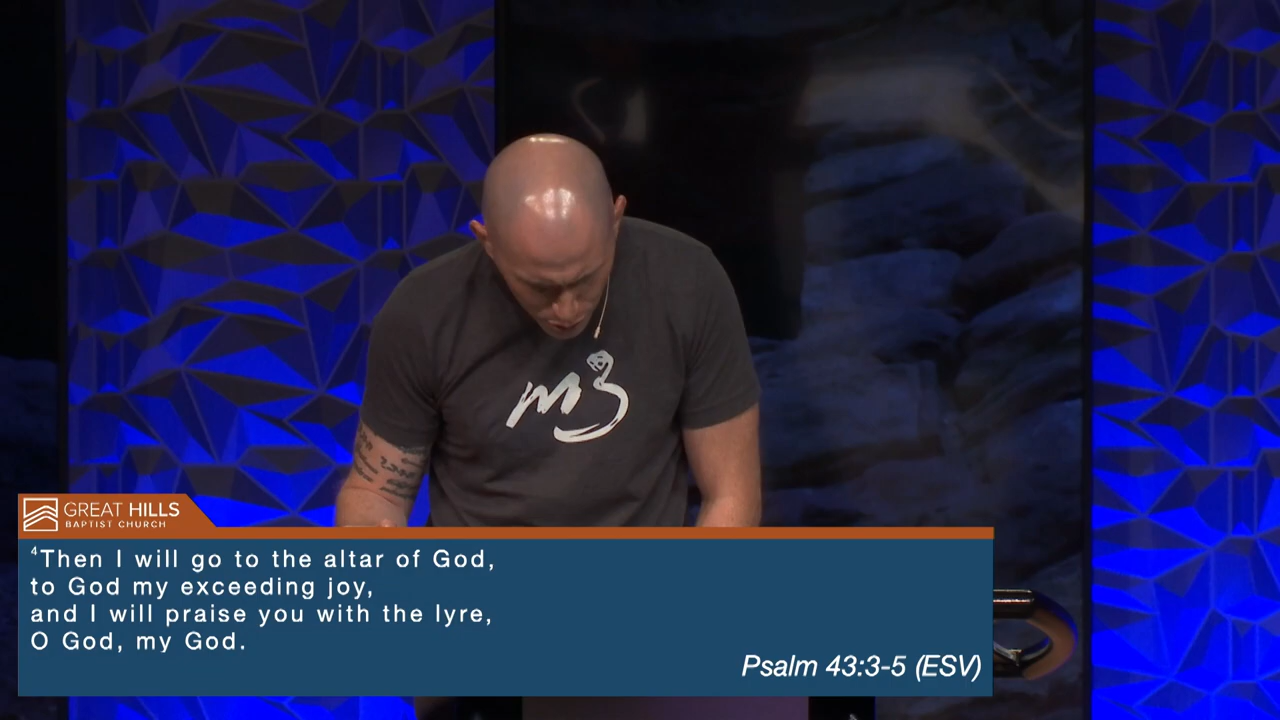 m3
GREAT HILLS
BAPTIST CHURCH
⁴Then I will go to the altar of God,
to God my exceeding joy,
and I will praise you with the lyre,
O God, my God.
Psalm 43:3-5 (ESV)